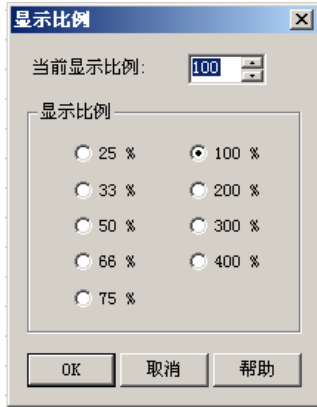 显示比例
当前显示比例: 100
显示比例
25 % 100 %
33 % 200 %
50 % 300 %
66 % 400 %
75 %
OK 取消 帮助